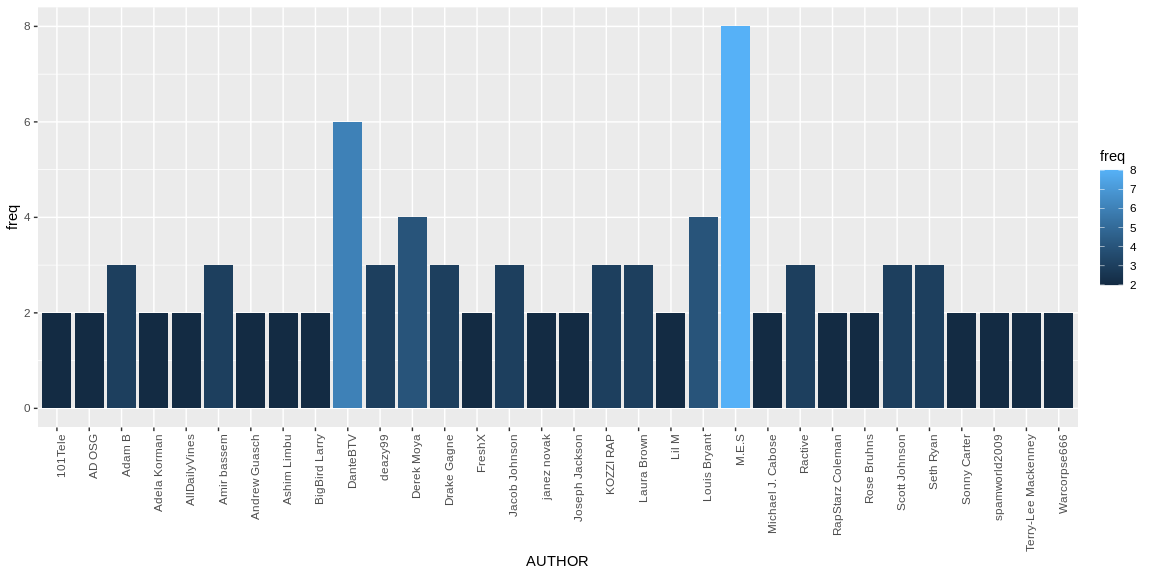 freq
8
6
4
2
0
101Tele
AD OSG
Adam B
Adela Korman
AllDailyVines
Amir bassem
Andrew Guasch
Ashim Limbu
BigBird Larry
DanteBTV
deazy99
Derek Moya
Drake Gagne
FreshX
Jacob Johnson
janez novak
Joseph Jackson
KOZZI RAP
Laura Brown
Lil M
Louis Bryant
M.E.S
Michael J. Cabose
Ractive
RapStarz Coleman
Rose Bruhns
Scott Johnson
Seth Ryan
Sonny Carter
spamworld2009
Terry-Lee Mackenney
Warcorpse666
AUTHOR
freq
8
7
6
5
4
3
2